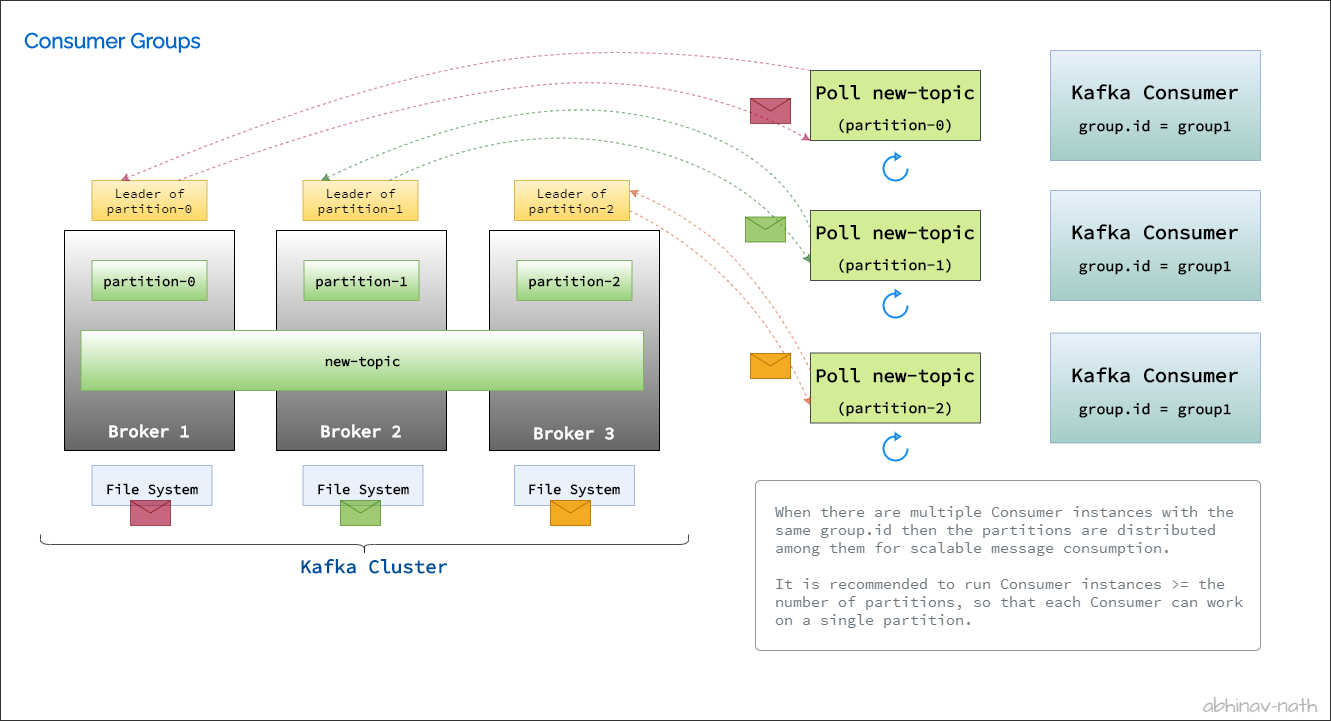 Consumer Groups
Poll new-topic
(partition-0)
Kafka Consumer
group.id = group1
Leader of
partition-0
Leader of
partition-1
Leader of
partition-2
Poll new-topic
(partition-1)
Kafka Consumer
group.id = group1
partition-0
partition-1
partition-2
new-topic
Poll new-topic
(partition-2)
Kafka Consumer
group.id = group1
Broker 1
Broker 2
Broker 3
File System
File System
File System
Kafka Cluster
When there are multiple Consumer instances with the
same group.id then the partitions are distributed
among them for scalable message consumption.
It is recommended to run Consumer instances >= the
number of partitions, so that each Consumer can work
on a single partition.
abhinav-nath